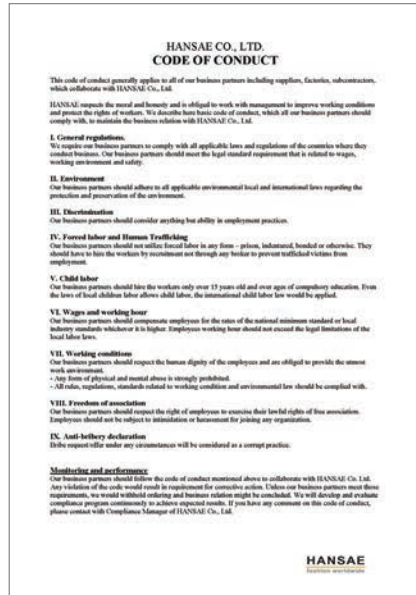 HANSAE CO., LTD.
CODE OF CONDUCT
This code of conduct generally applies to all of our business partners including suppliers, factories, subcontractors,
which collaborate with HANSAE Co., Ltd.
HANSAE respects the moral and honesty and is obliged to work with management to improve working conditions
and protect the rights of workers. We describe here basic code of conduct, which all our business partners should
comply with, to maintain the business relation with HANSAE Co., Ltd.
I. General regulations.
We require our business partners to comply with all applicable laws and regulations of the countries where they
conduct business. Our business partners should meet the legal standard requirement that is related to wages,
working environment and safety.
II. Environment
Our business partners should adhere to all applicable environmental local and international laws regarding the
protection and preservation of the environment.
III. Discrimination
Our business partners should consider anything but ability in employment practices.
IV. Forced labor and Human Trafficking
Our business partners should not utilize forced labor in any form – prison, indentured, bonded or otherwise. They
should have to hire the workers by recruitment not through any broker to prevent trafficked victims from
employment.
V. Child labor
Our business partners should hire the workers only over 15 years old and over ages of compulsory education. Even
the laws of local children labor allows child labor, the international child labor law would be applied.
VI. Wages and working hour
Our business partners should compensate employees for the rates of the national minimum standard or local
industry standards whichever it is higher. Employees working hour should not exceed the legal limitations of the
local labor laws.
VII. Working conditions
Our business partners should respect the human dignity of the employees and are obliged to provide the utmost
work environment.
- Any form of physical and mental abuse is strongly prohibited.
- All rules, regulations, standards related to working condition and environmental law should be complied with.
VIII. Freedom of association
Our business partners should respect the right of employees to exercise their lawful rights of free association.
Employees should not be subject to intimidation or harassment for joining any organization.
IX. Anti-bribery declaration
Bribe request/offer under any circumstances will be considered as a corrupt practice.
Monitoring and performance
Our business partners should follow the code of conduct mentioned above to collaborate with HANSAE Co. Ltd.
Any violation of the code would result in requirement for corrective action. Unless our business partners meet those
requirements, we would withhold ordering and business relation might be concluded. We will develop and evaluate
compliance program continuously to achieve expected results. If you have any comment on this code of conduct,
please contact with Compliance Manager of HANSAE Co., Ltd.
HANSAE
fashion worldwide